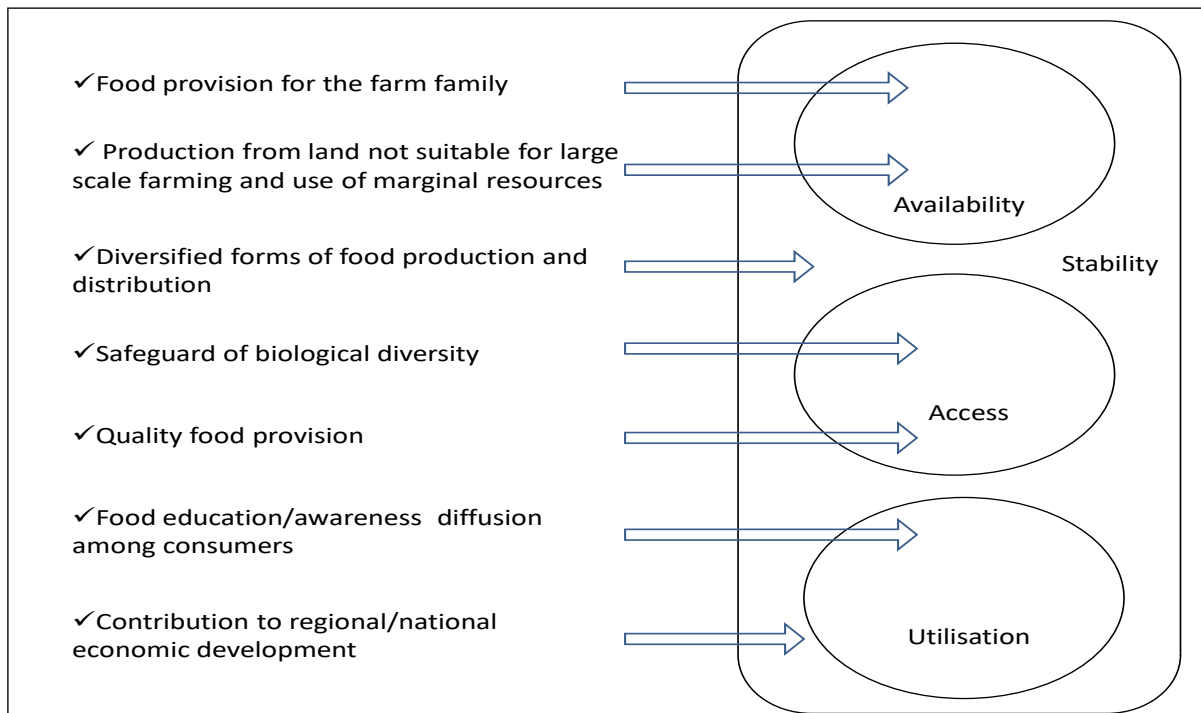 ✓Food provision for the farm family
✓ Production from land not suitable for large
scale farming and use of marginal resources
Availability
✓Diversified forms of food production and
distribution
Stability
✓Safeguard of biological diversity
Access
✓Quality food provision
✓Food education/awareness  diffusion
among consumers
✓Contribution to regional/national
economic development
Utilisation